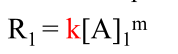 R₁ = k[A]₁ᵐ